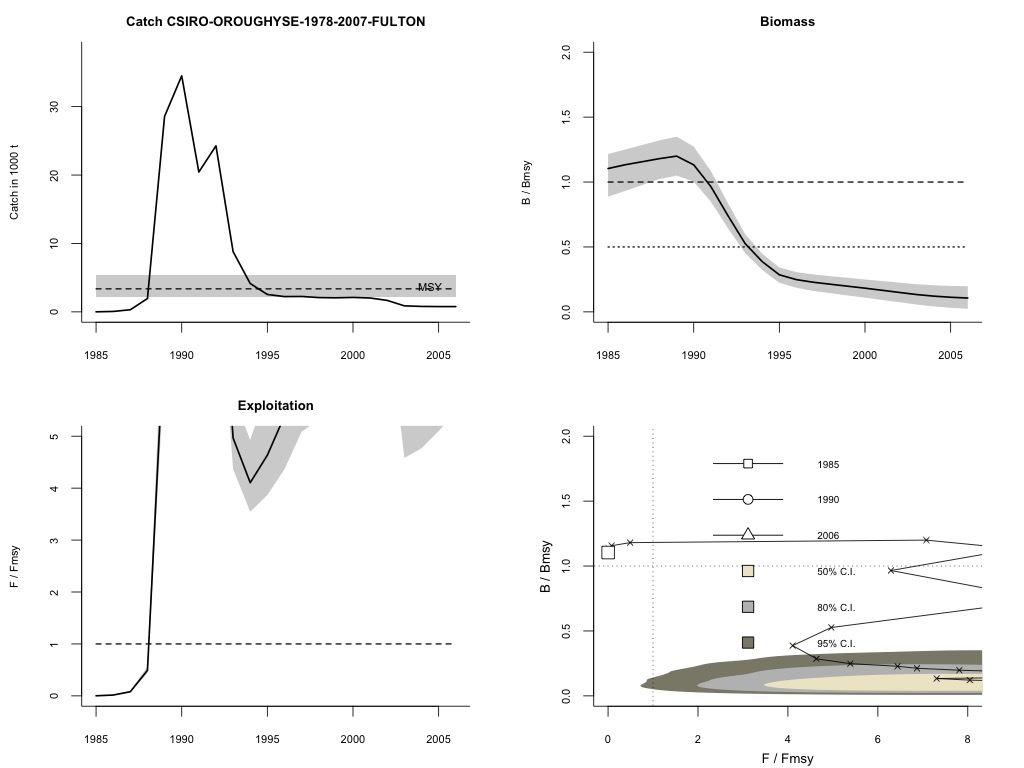 Catch CSIRO-OROUGHYSE-1978-2007-FULTON
Catch in 1000 t
30
20
10
0
MSY
1985 1990 1995 2000 2005
Biomass
B / Bmsy
2.0
1.5
1.0
0.5
0.0
1985 1990 1995 2000 2005
Exploitation
F / Fmsy
5
4
3
2
1
0
1985 1990 1995 2000 2005
B / Bmsy
2.0
1.5
1.0
0.5
0.0
1985
1990
2006
50% C.I.
80% C.I.
95% C.I.
0 2 4 6 8
F / Fmsy